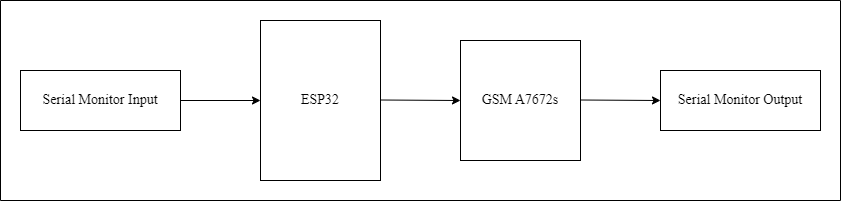 Serial Monitor Input
ESP32
GSM A7672s
Serial Monitor Output